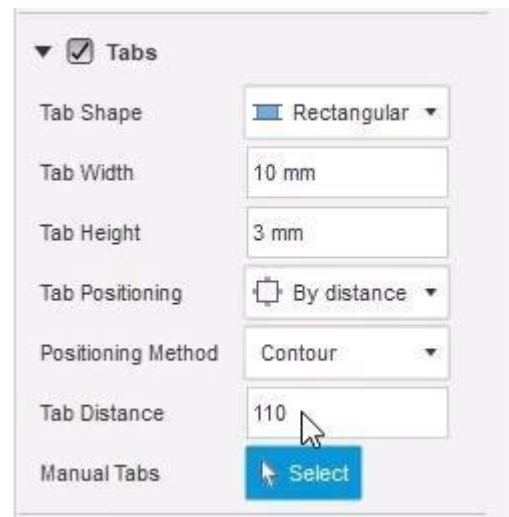 Tabs
Tab Shape Rectangular
Tab Width 10 mm
Tab Height 3 mm
Tab Positioning By distance
Positioning Method Contour
Tab Distance 110
Manual Tabs Select